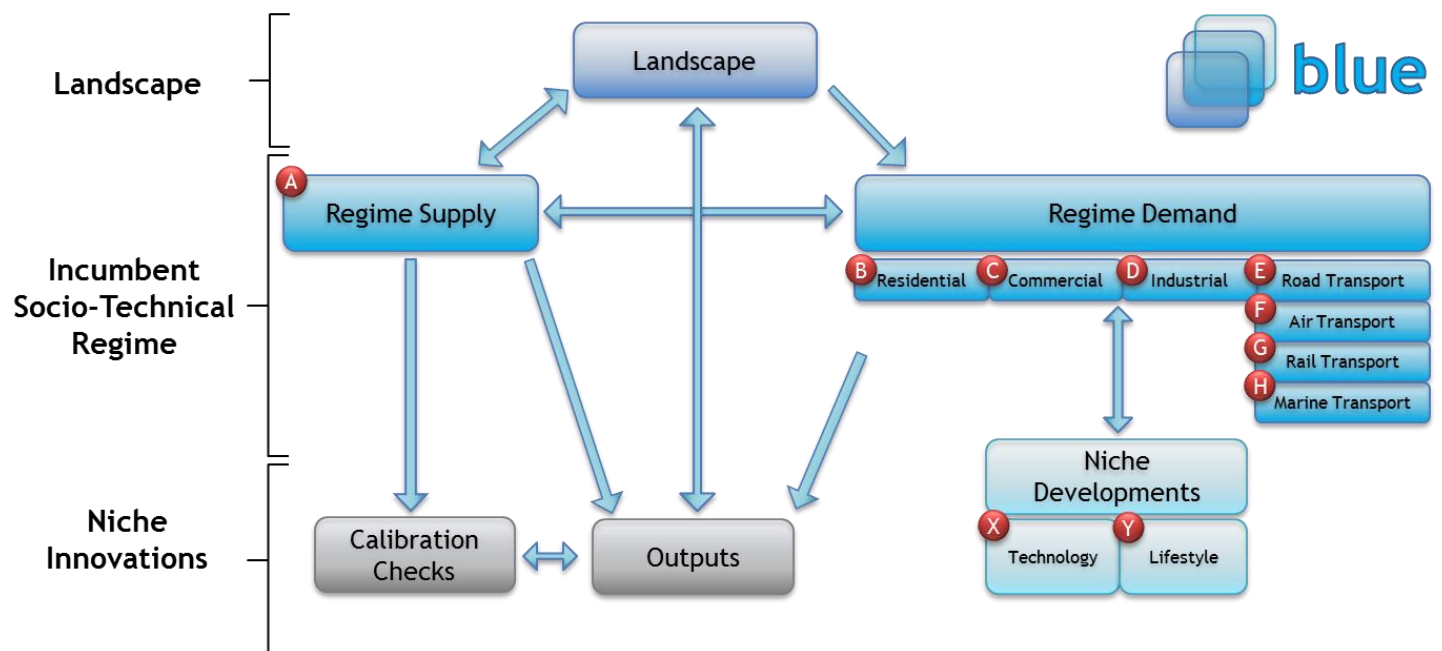 Landscape
Landscape
blue
A
Regime Supply
Regime Demand
Incumbent
Socio-Technical
Regime
B
Residential
C
Commercial
D
Industrial
E
Road Transport
F
Air Transport
G
Rail Transport
H
Marine Transport
Niche
Innovations
Calibration
Checks
Outputs
Niche
Developments
X
Technology
Y
Lifestyle